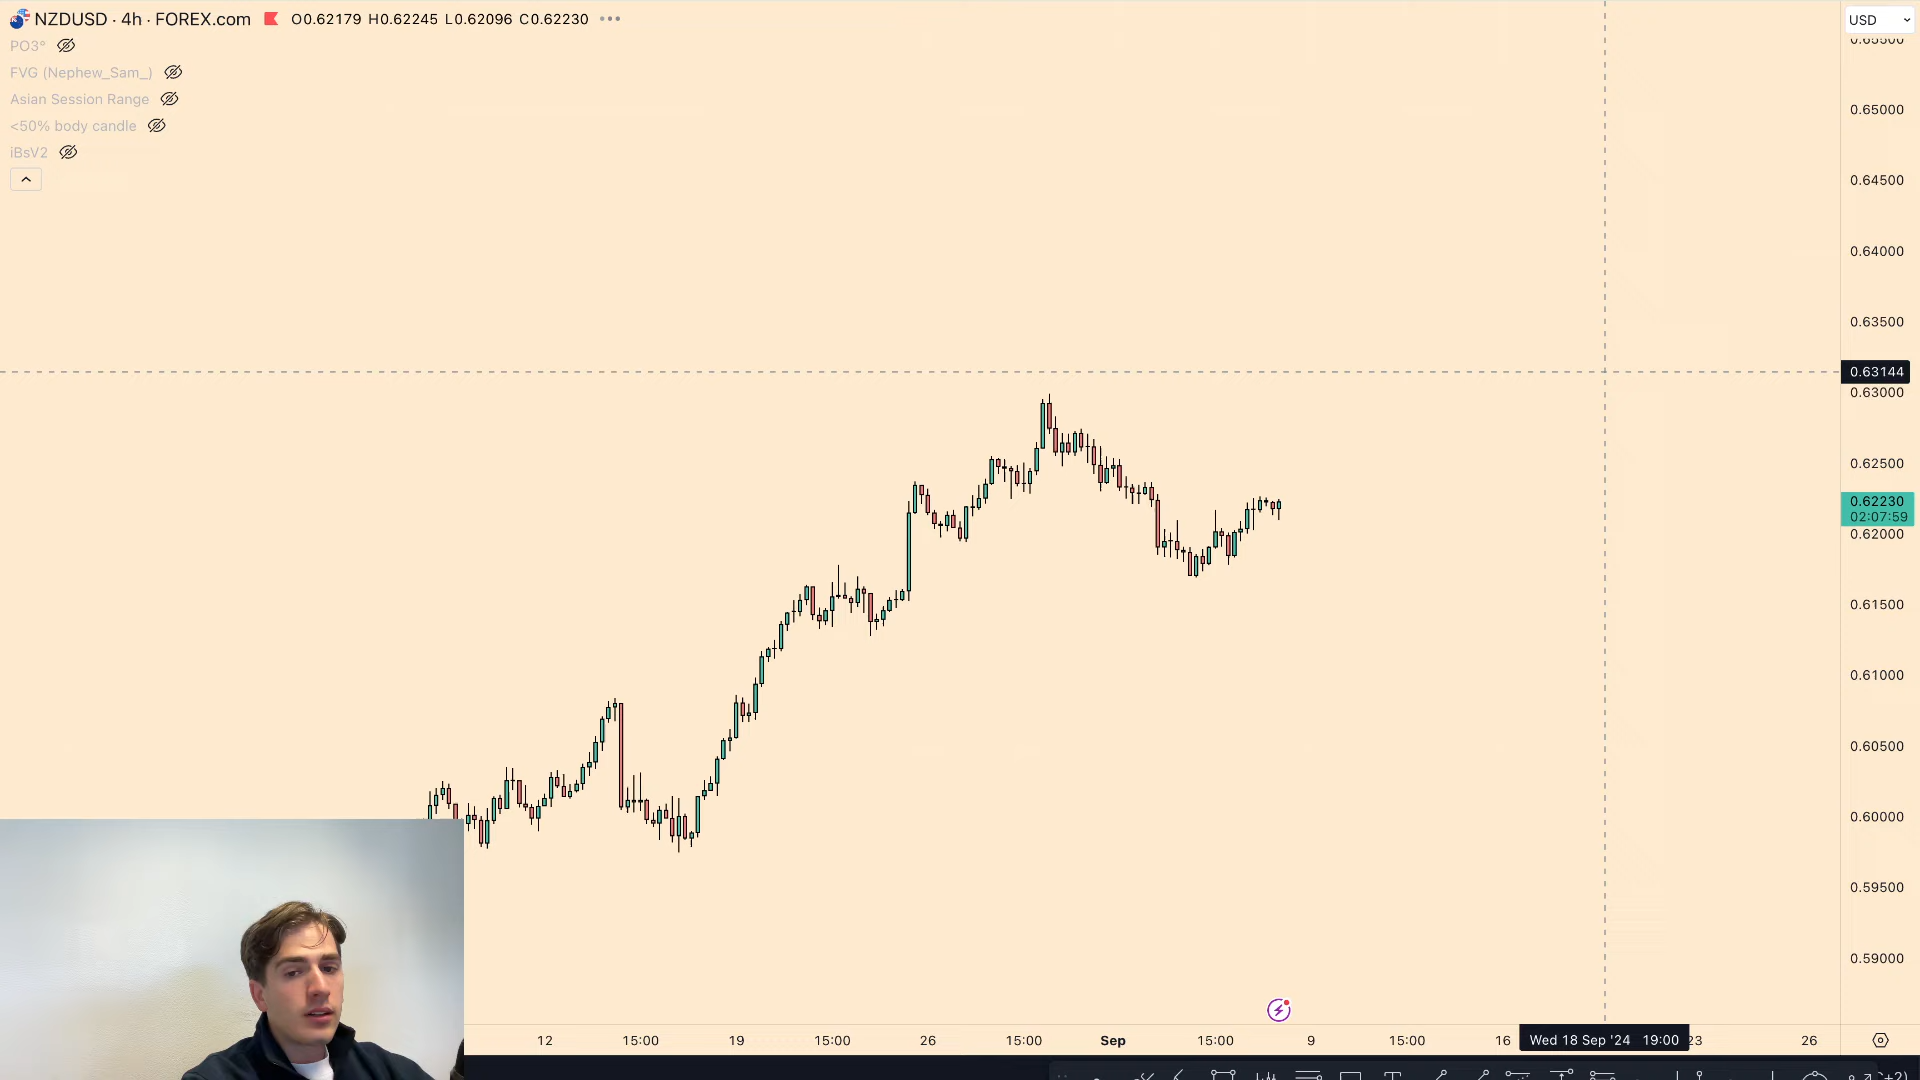 NZDUSD · 4h · FOREX.com O0.62179 H0.62245 L0.62096 C0.62230
PO3°
FVG (Nephew_Sam_)
Asian Session Range
<50% body candle
iBsV2
USD
0.65500
0.65000
0.64500
0.64000
0.63500
0.63144
0.63000
0.62500
0.62230
02:07:59
0.62000
0.61500
0.61000
0.60500
0.60000
0.59500
0.59000
12 15:00 19 15:00 26 15:00 Sep 15:00 9 15:00 16 Wed 18 Sep '24 19:00 23 26